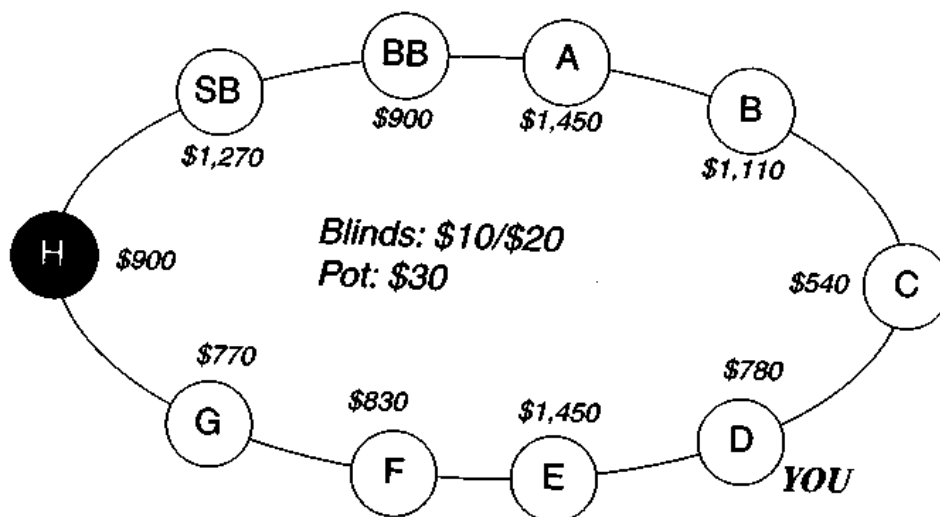 BB
A
SB
B
$900
$1,450
$1,270
$1,110
Blinds: $10/$20
Pot: $30
H
$900
$540
C
$770
$780
$830
$1,450
G
D
F
E
YOU